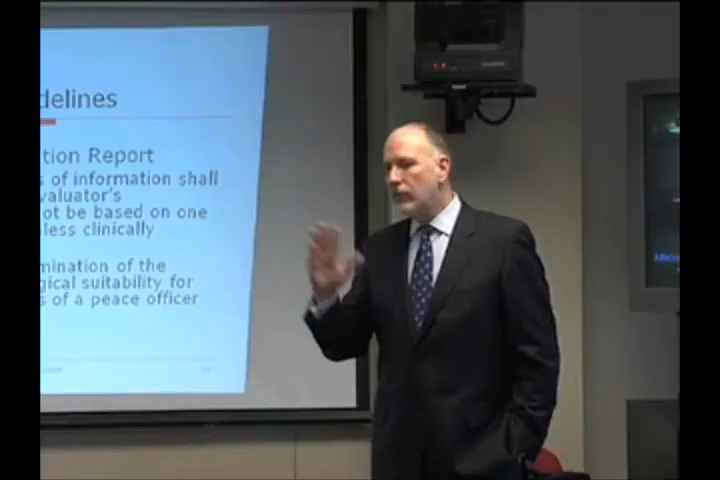 delines
tion Report
s of information shall
valuator's
ot be based on one
less clinically
mination of the
gical suitability for
s of a peace officer